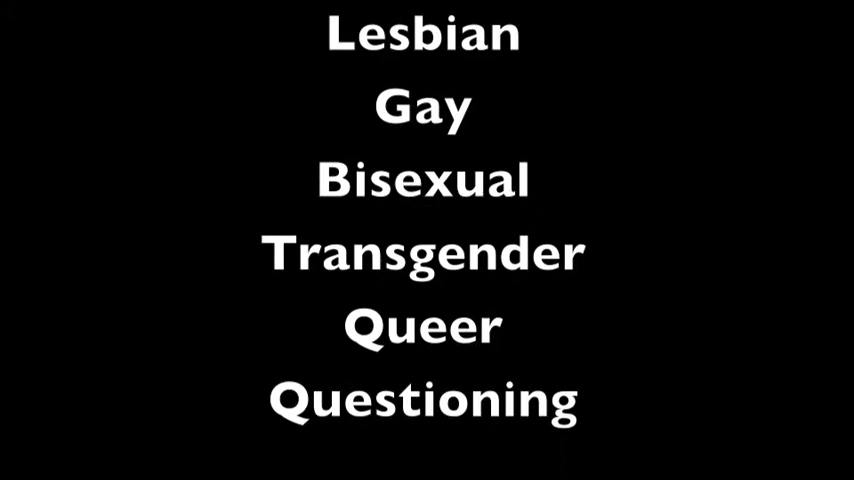 Lesbian
Gay
Bisexual
Transgender
Queer
Questioning